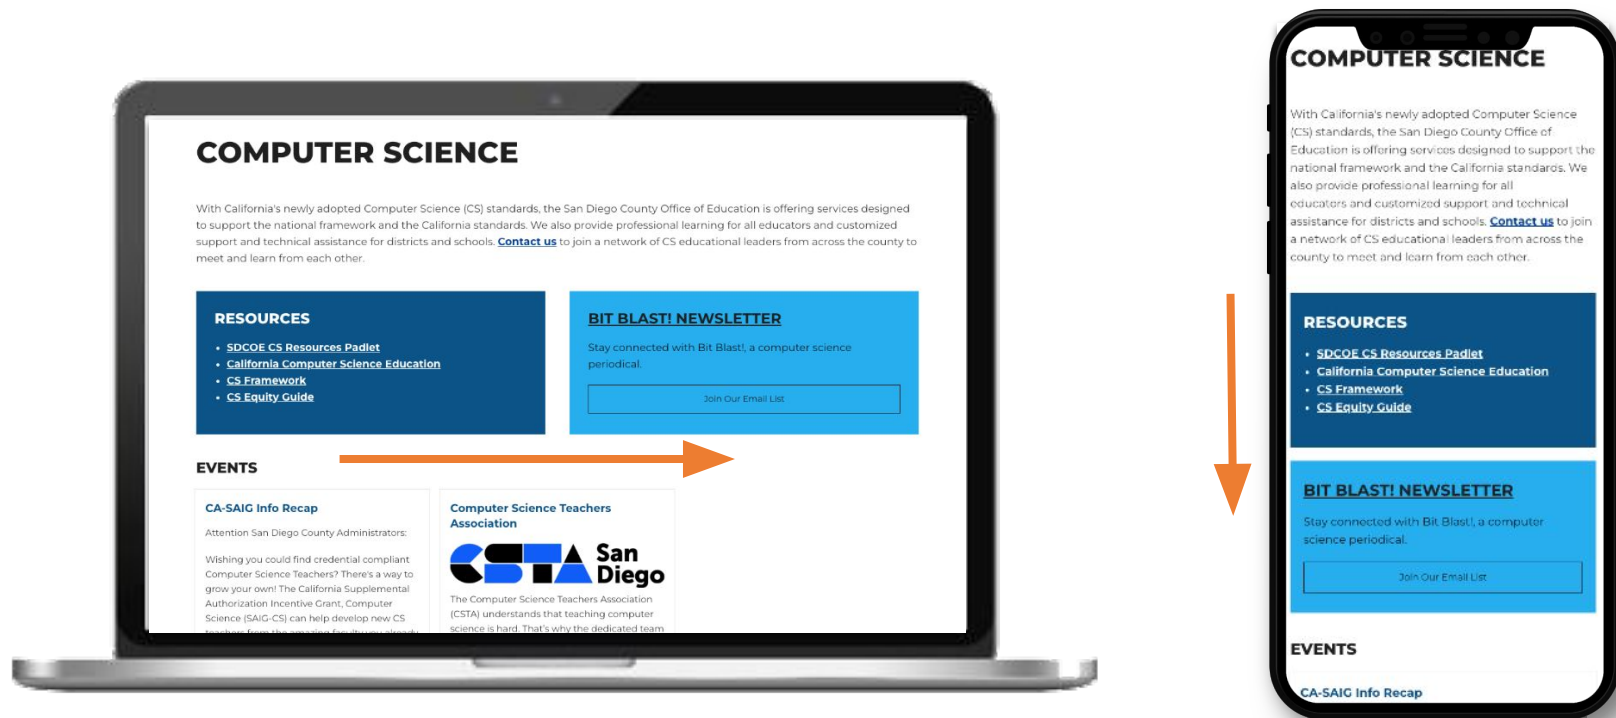 COMPUTER SCIENCE
With California's newly adopted Computer Science (CS) standards, the San Diego County Office of Education is offering services designed
to support the national framework and the California standards. We also provide professional learning for all educators and customized
support and technical assistance for districts and schools. Contact us to join a network of CS educational leaders from across the county to
meet and learn from each other.
RESOURCES
• SDCOE CS Resources Padlet
• California Computer Science Education
• CS Framework
• CS Equity Guide
BIT BLAST! NEWSLETTER
Stay connected with Bit Blast!, a computer science
periodical.
Join Our Email List
EVENTS
CA-SAIG Info Recap
Attention San Diego County Administrators:
Wishing you could find credential compliant
Computer Science Teachers? There's a way to
grow your own! The California Supplemental
Authorization Incentive Grant, Computer
Science (SAIG-CS) can help develop new CS
teachers from the amazing faculty you already
Computer Science Teachers
Association
CSTA San
Diego
The Computer Science Teachers Association
(CSTA) understands that teaching computer
science is hard. That's why the dedicated team
COMPUTER SCIENCE
With California's newly adopted Computer Science
(CS) standards, the San Diego County Office of
Education is offering services designed to support the
national framework and the California standards. We
also provide professional learning for all
educators and customized support and technical
assistance for districts and schools. Contact us to join
a network of CS educational leaders from across the
county to meet and learn from each other.
RESOURCES
• SDCOE CS Resources Padlet
• California Computer Science Education
• CS Framework
• CS Equity Guide
BIT BLAST! NEWSLETTER
Stay connected with Bit Blast!, a computer
science periodical.
Join Our Email List
EVENTS
CA-SAIG Info Recap